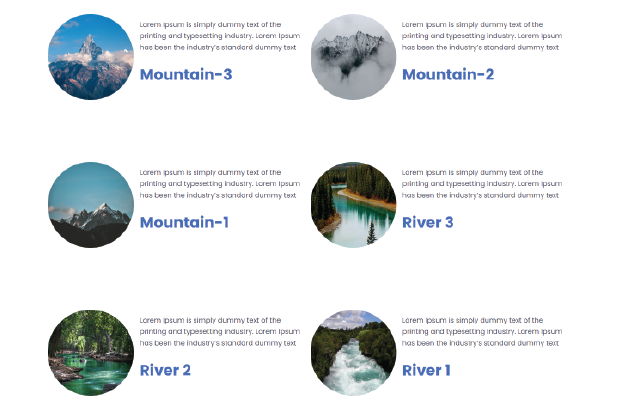 Lorem Ipsum is simply dummy text of the
printing and typesetting industry. Lorem Ipsum
has been the industry's standard dummy text
Mountain-3
Lorem Ipsum is simply dummy text of the
printing and typesetting industry. Lorem Ipsum
has been the industry's standard dummy text
Mountain-2
Lorem Ipsum is simply dummy text of the
printing and typesetting industry. Lorem Ipsum
has been the industry's standard dummy text
Mountain-1
Lorem Ipsum is simply dummy text of the
printing and typesetting industry. Lorem Ipsum
has been the industry's standard dummy text
River 3
Lorem Ipsum is simply dummy text of the
printing and typesetting industry. Lorem Ipsum
has been the industry's standard dummy text
River 2
Lorem Ipsum is simply dummy text of the
printing and typesetting industry. Lorem Ipsum
has been the industry's standard dummy text
River 1